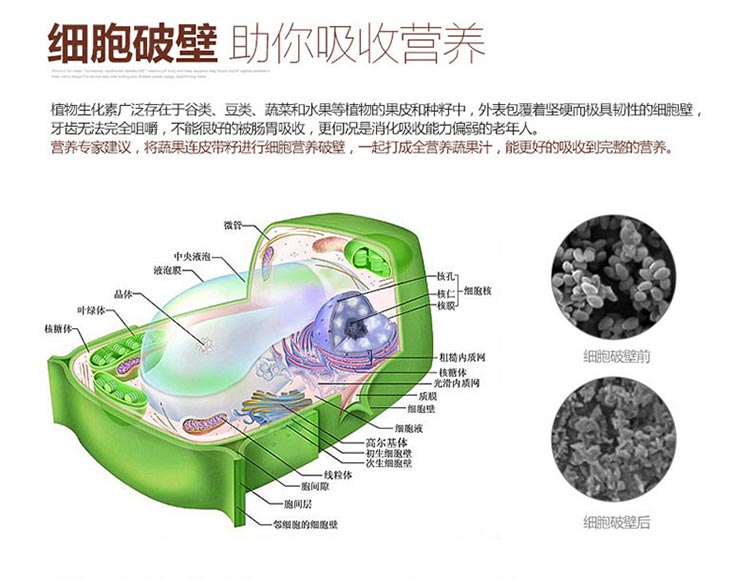 细胞破壁 助你吸收营养
植物生化素广泛存在于谷类、豆类、蔬菜和水果等植物的果皮和种籽中，外表包覆着坚硬而极具韧性的细胞壁，
牙齿无法完全咀嚼，不能很好的被肠胃吸收，更何况是消化吸收能力偏弱的老年人。
营养专家建议，将蔬果连皮带籽进行细胞营养破壁，一起打成全营养蔬果汁，能更好的吸收到完整的营养。
微管
中央液泡
液泡膜
晶体
叶绿体
核糖体
核孔
核仁
核膜
细胞核
粗糙内质网
核糖体
光滑内质网
质膜
细胞壁
细胞液
高尔基体
初生细胞壁
次生细胞壁
线粒体
胞间隙
胞间层
邻细胞的细胞壁
细胞破壁前
细胞破壁后